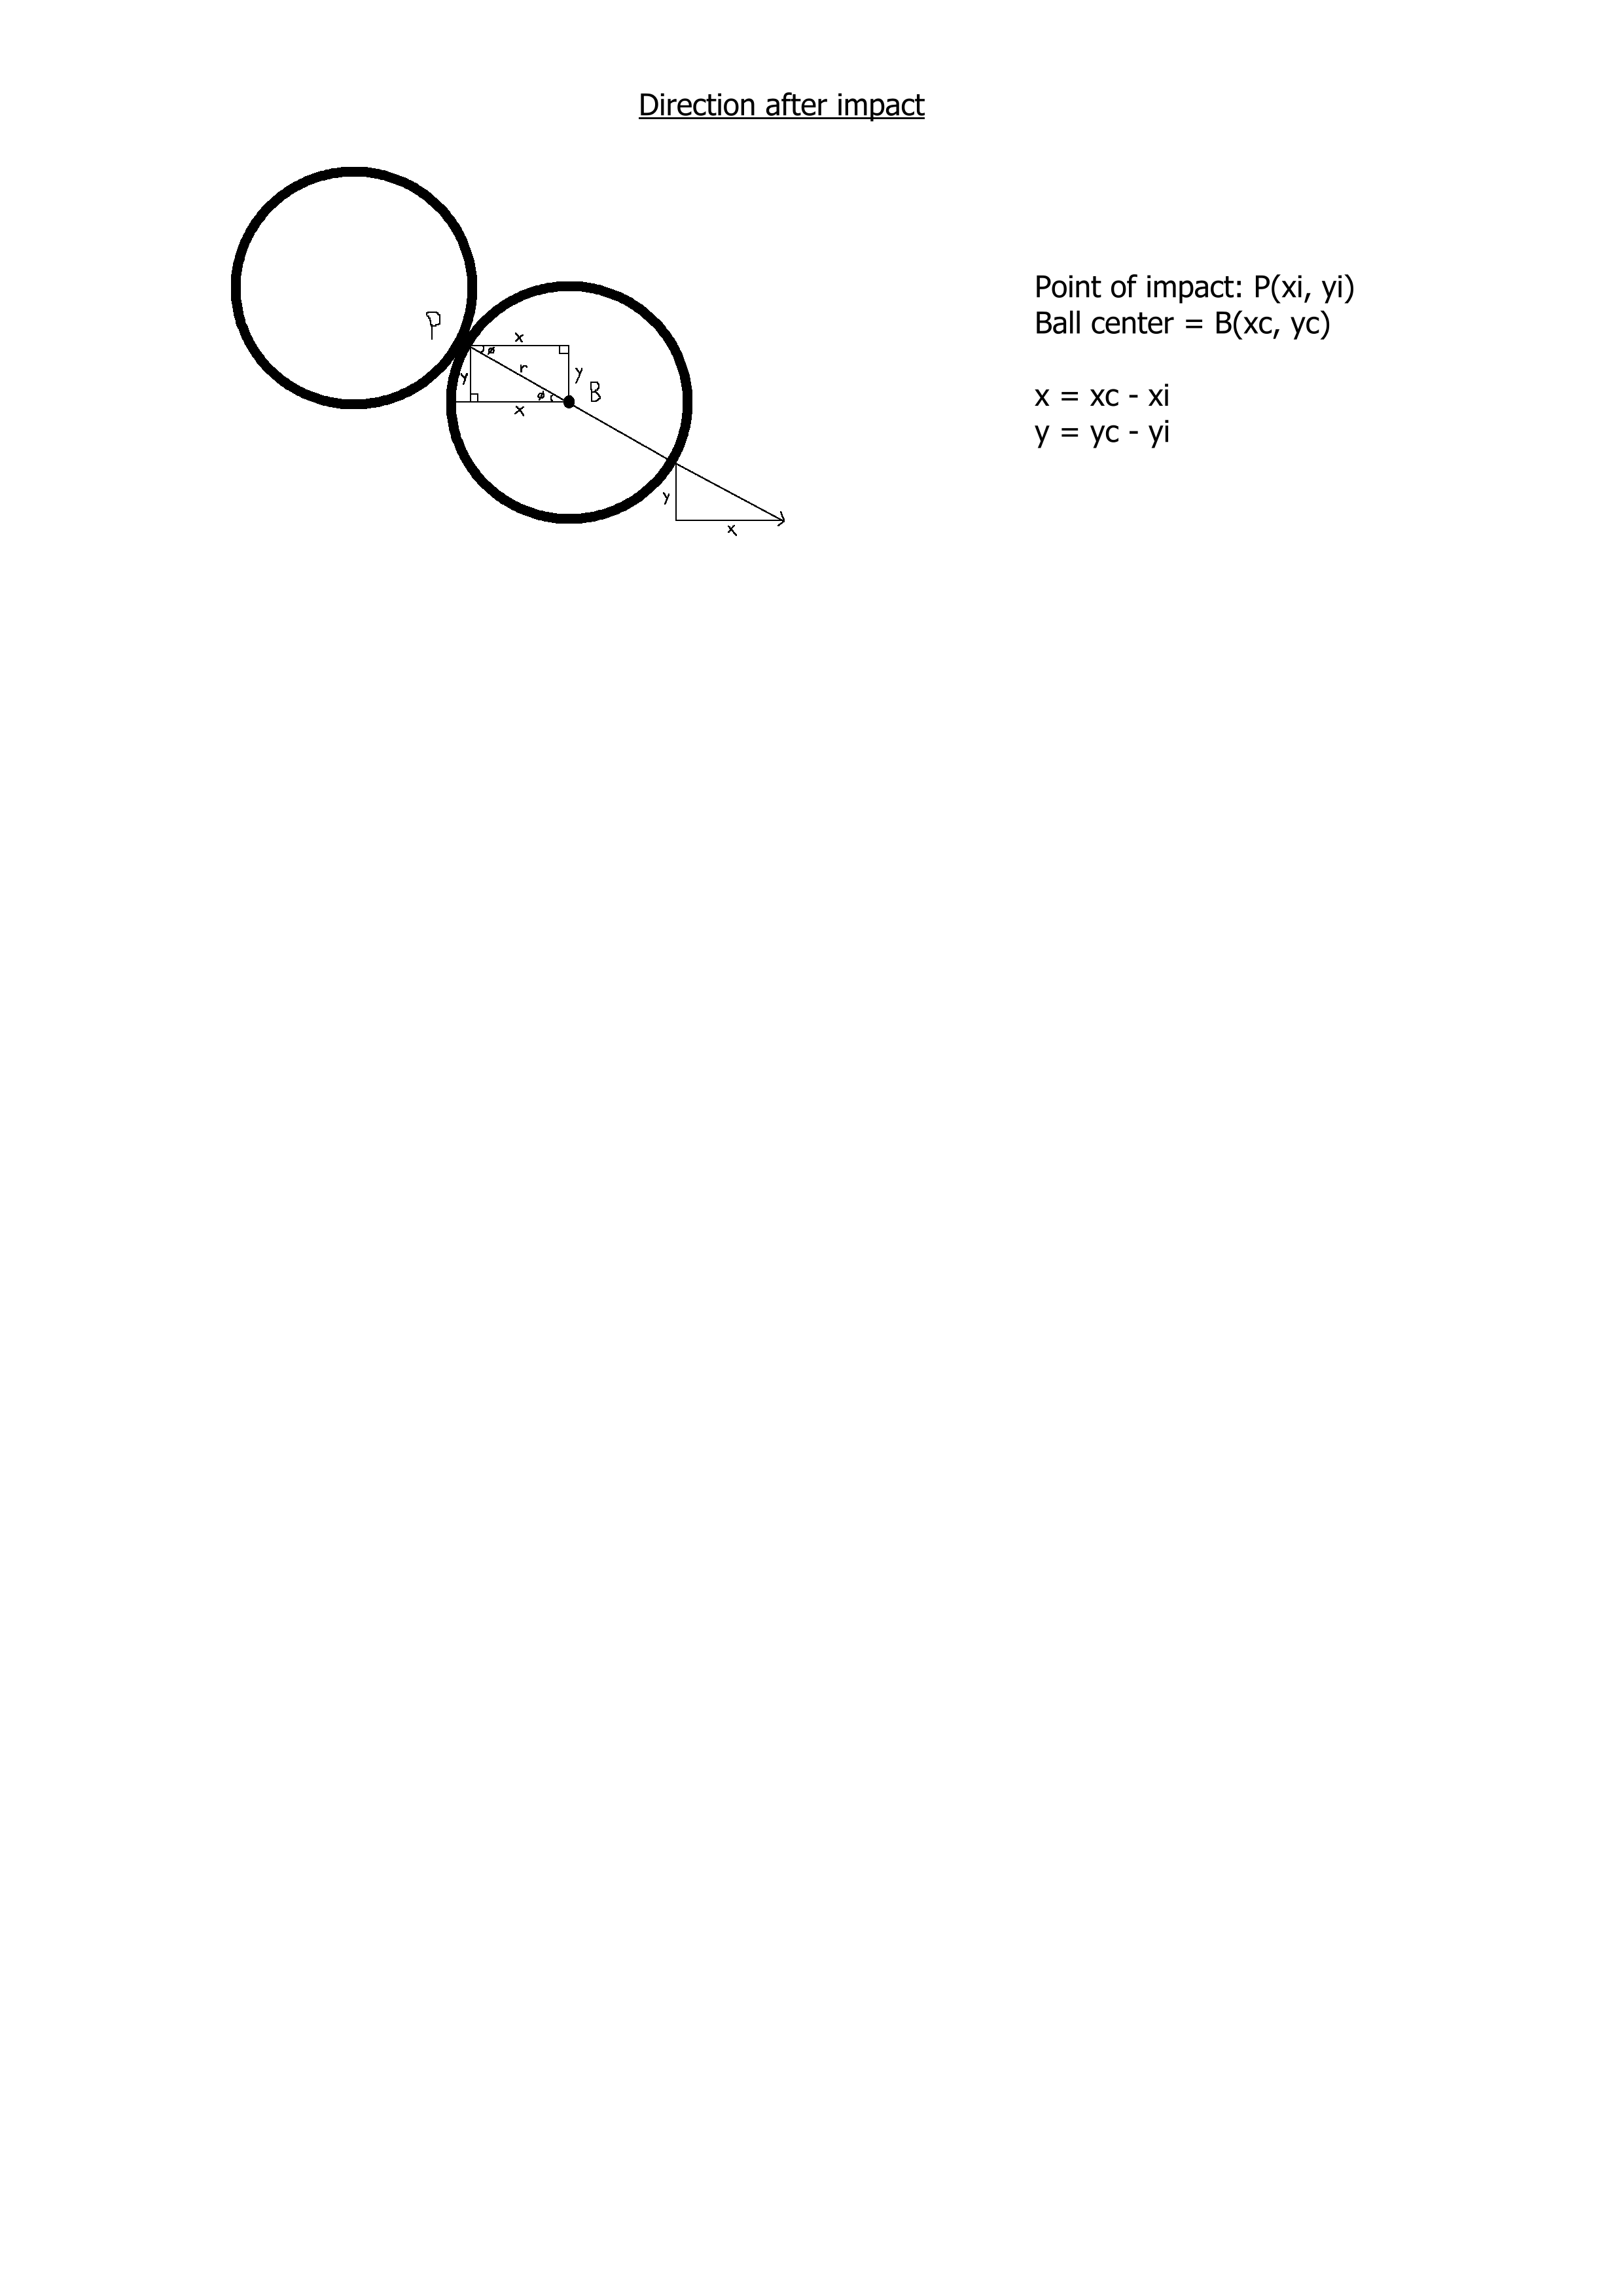 Direction after impact
Point of impact: P(xi, yi)
Ball center = B(xc, yc)
P
x
ø
r
y
y
B
ø
x
x = xc - xi
y = yc - yi
y
x